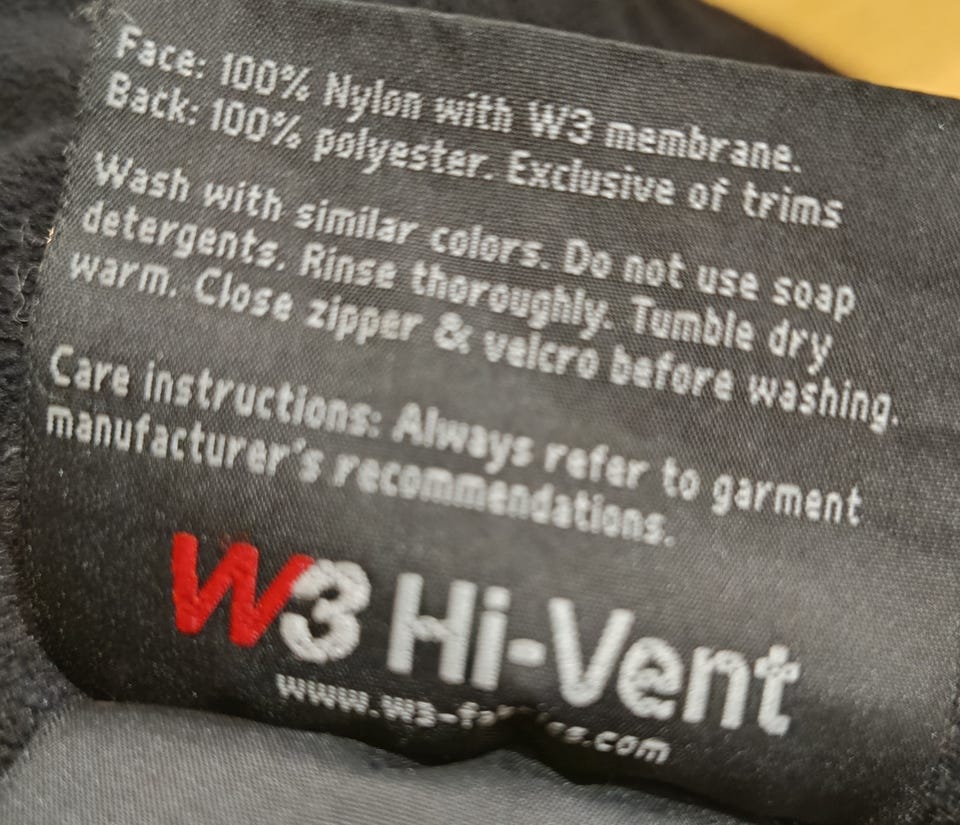 Face: 100% Nylon with W3 membrane.
Back: 100% polyester. Exclusive of trims
Wash with similar colors. Do not use soap
detergents. Rinse thoroughly. Tumble dry
warm. Close zipper & velcro before washing.
Care instructions: Always refer to garment
manufacturer's recommendations.
W3 Hi-Vent